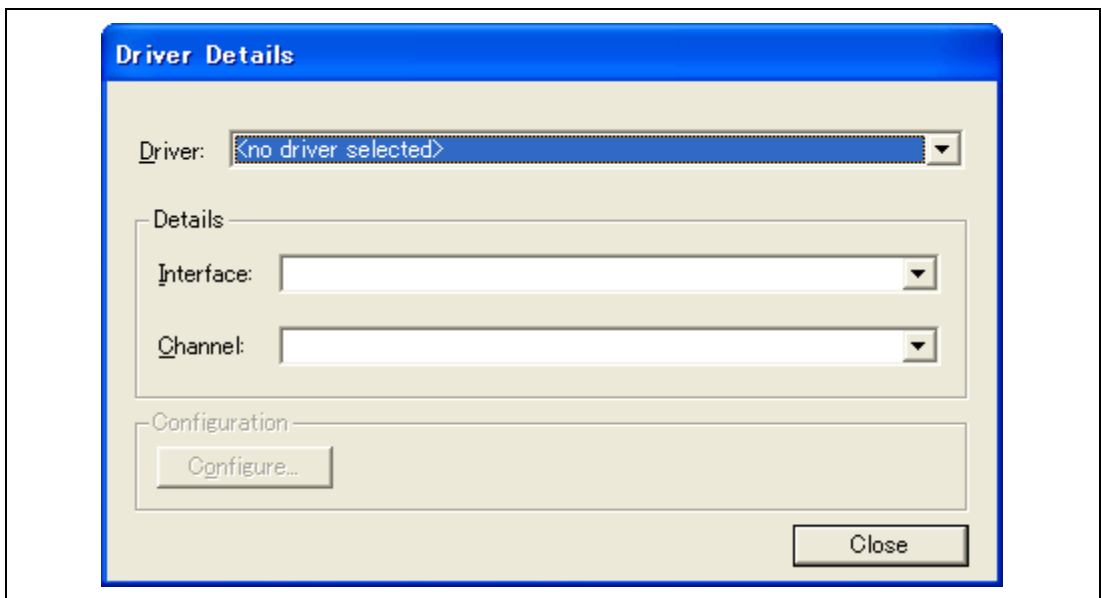 Driver Details
Driver: <no driver selected>
Details
Interface:
Channel:
Configuration
Configure...
Close